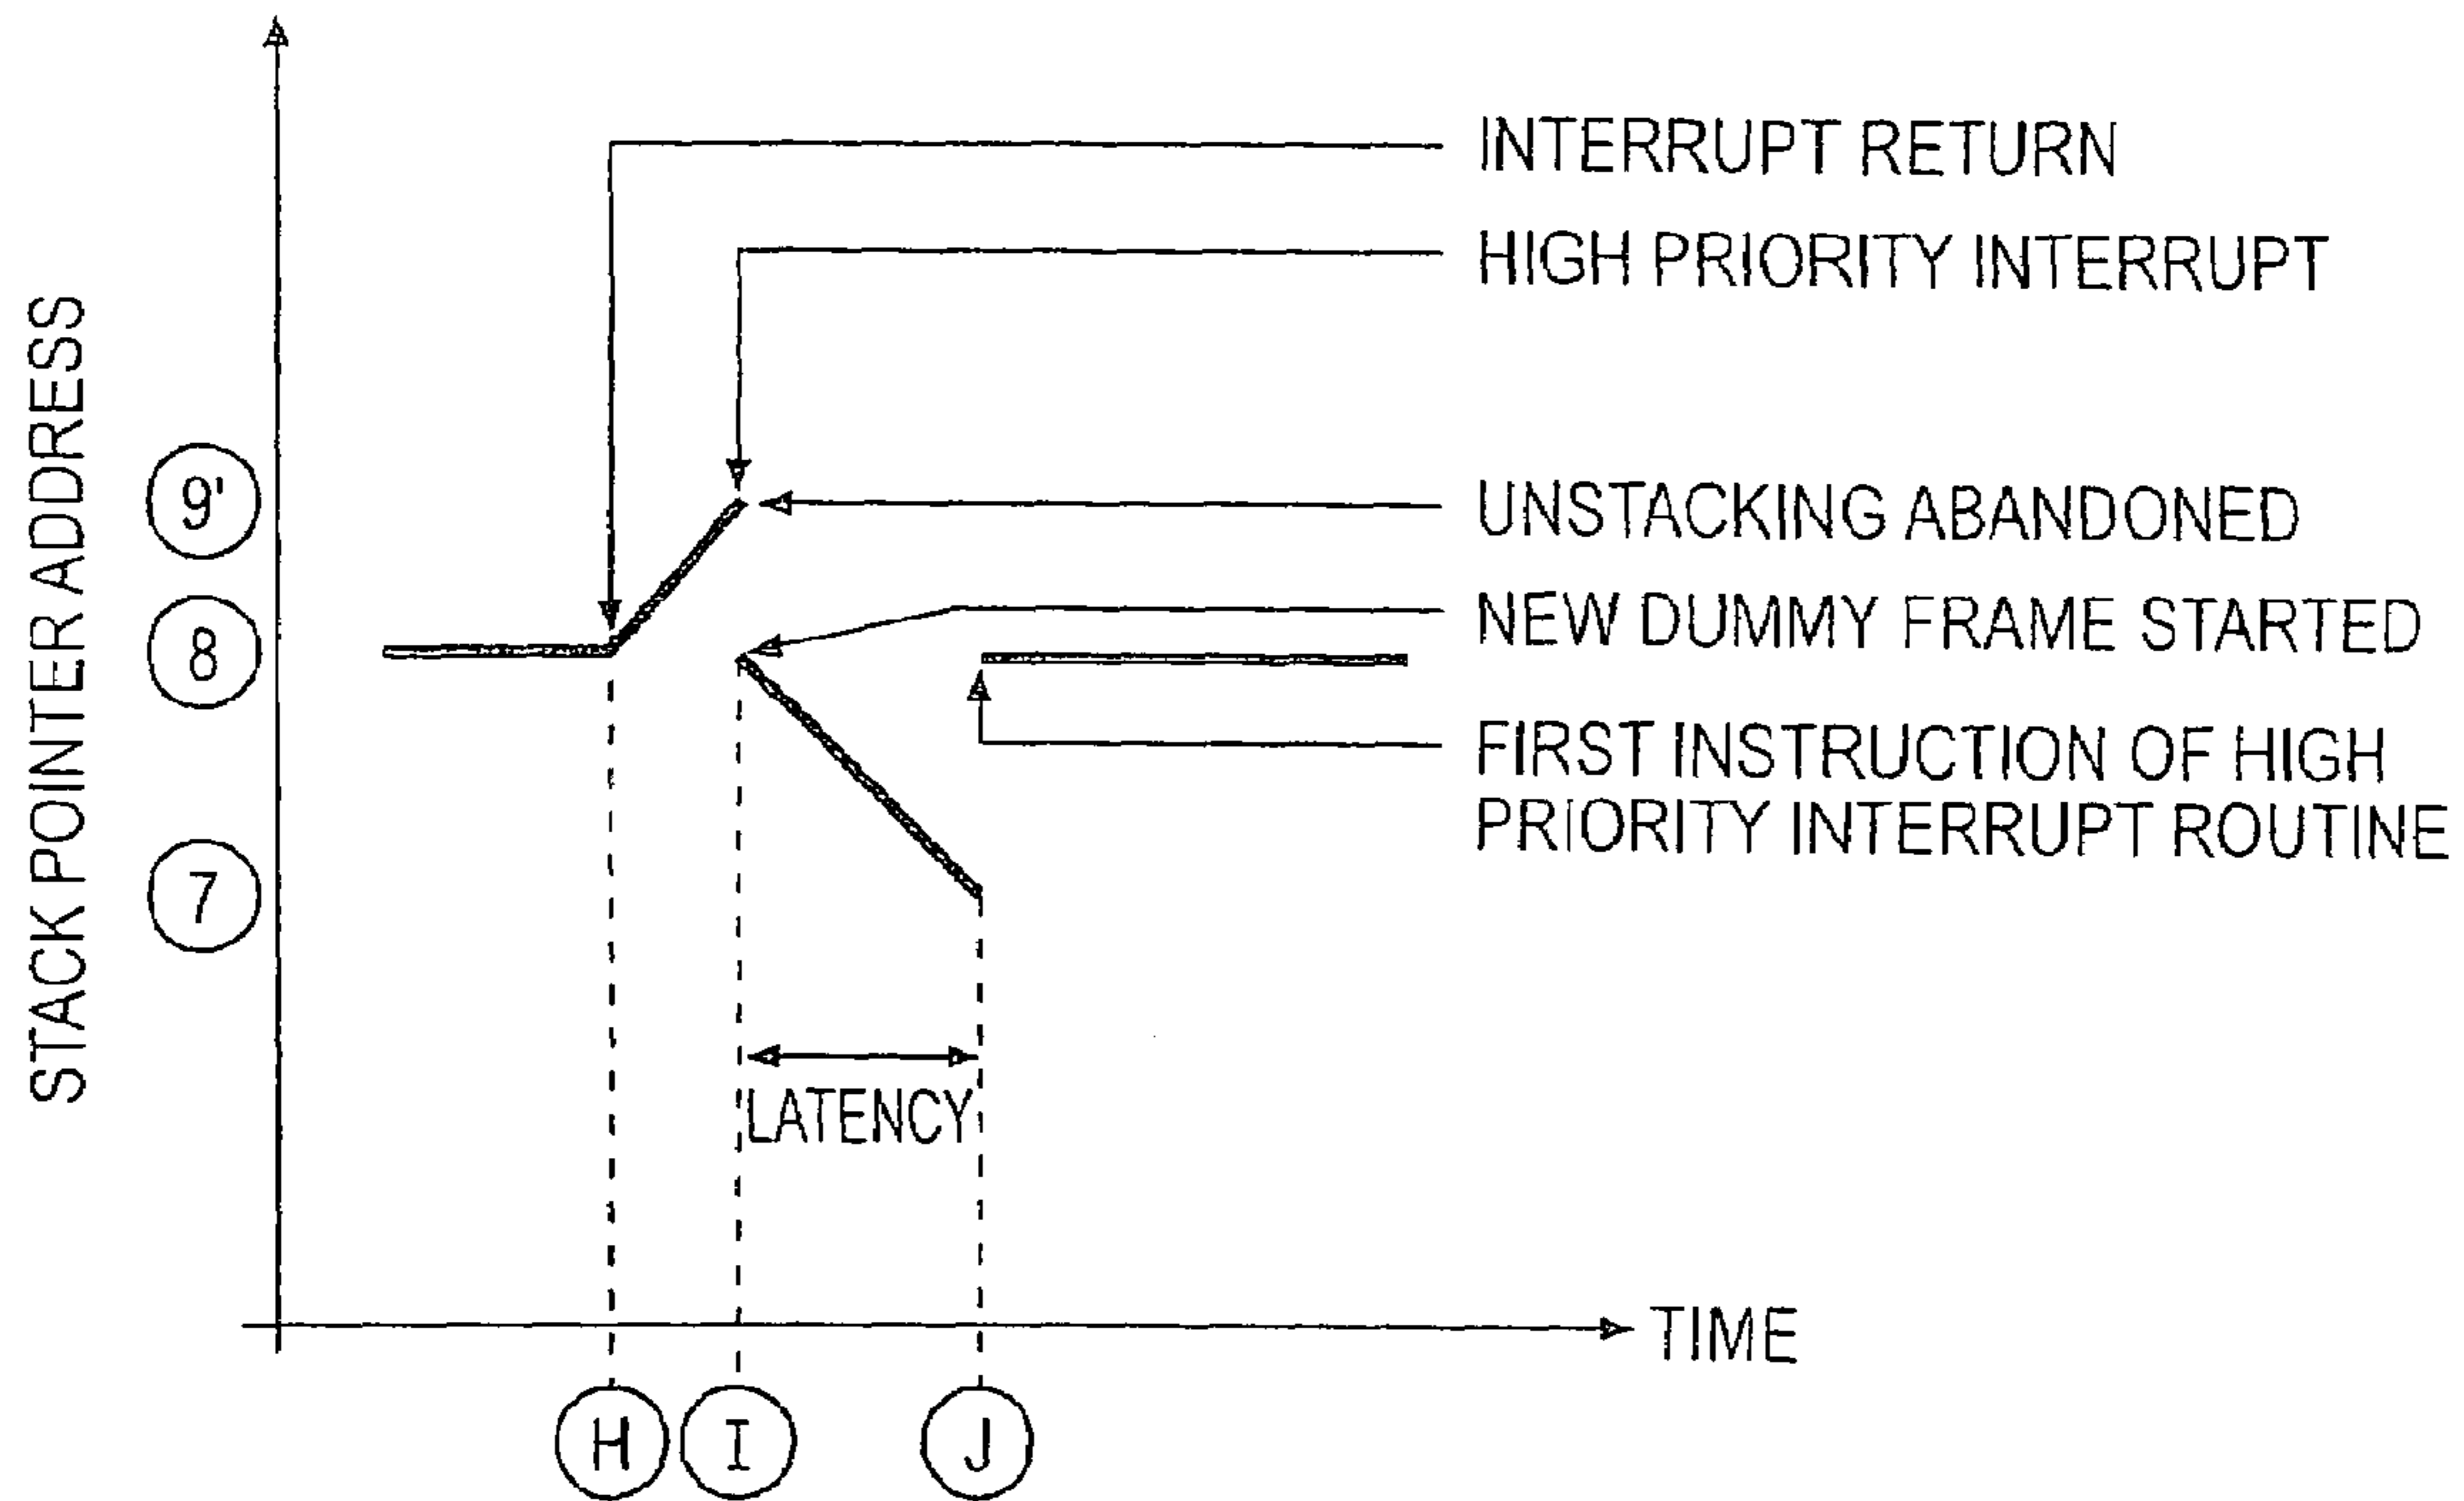 INTERRUPT RETURN
HIGH PRIORITY INTERRUPT
STACK POINTER ADDRESS
9'
UNSTACKING ABANDONED
8
NEW DUMMY FRAME STARTED
FIRST INSTRUCTION OF HIGH
PRIORITY INTERRUPT ROUTINE
7
LATENCY
TIME
H
I
J